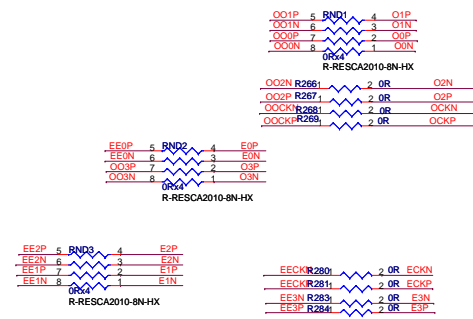 OO1P 5 RND1 4 O1P
OO1N 6 3 O1N
OO0P 7 2 O0P
OO0N 8 1 O0N
0Rx4
R-RESCA2010-8N-HX
OO2N R266 1 2 0R O2N
OO2P R267 1 2 0R O2P
OOCKN R268 1 2 0R OCKN
OOCKP R269 1 2 0R OCKP
EE0P 5 RND2 4 E0P
EE0N 6 3 E0N
OO3P 7 2 O3P
OO3N 8 1 O3N
0Rx4
R-RESCA2010-8N-HX
EE2P 5 RND3 4 E2P
EE2N 6 3 E2N
EE1P 7 2 E1P
EE1N 8 1 E1N
0Rx4
R-RESCA2010-8N-HX
EECKN R280 1 2 0R ECKN
EECKP R281 1 2 0R ECKP
EE3N R283 1 2 0R E3N
EE3P R284 1 2 0R E3P